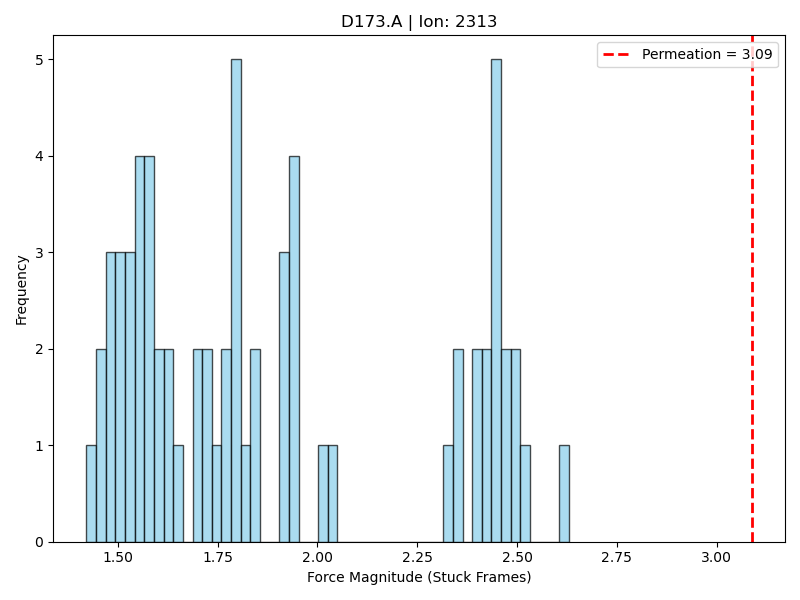 D173.A | Ion: 2313
Permeation = 3.09
5
4
3
2
1
0
Frequency
1.50 1.75 2.00 2.25 2.50 2.75 3.00
Force Magnitude (Stuck Frames)